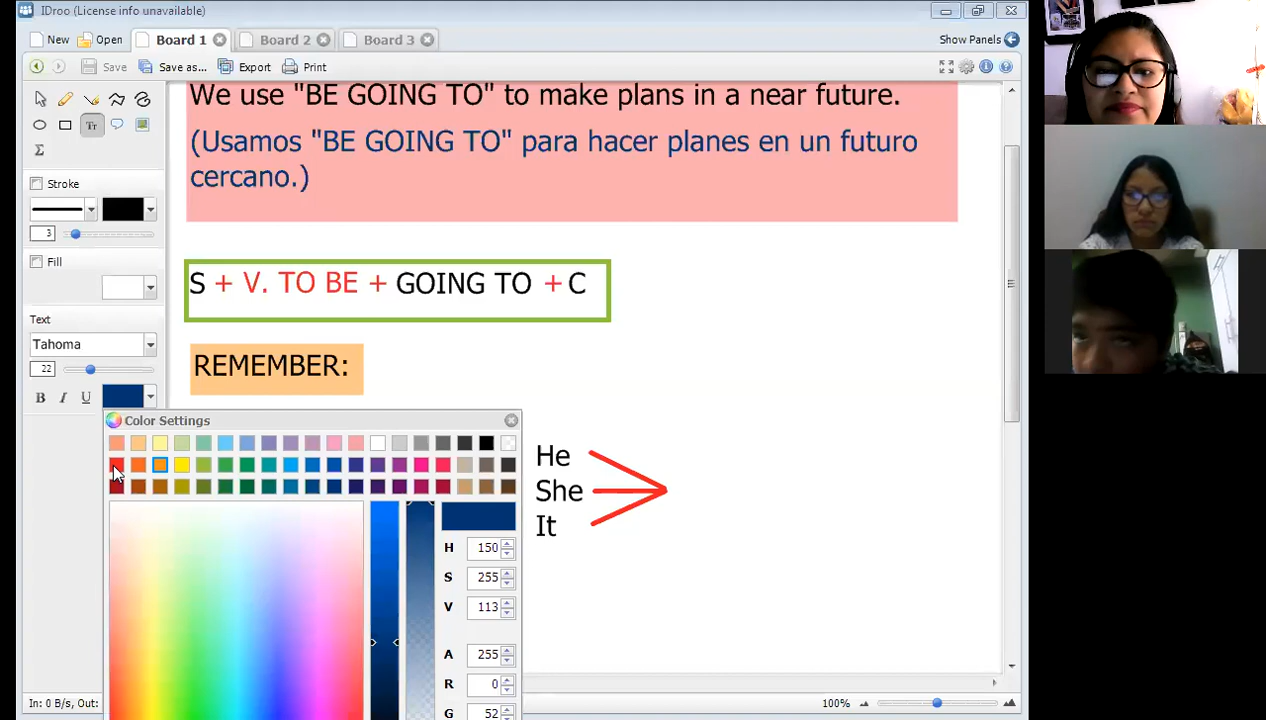 IDroo (License info unavailable)
New Open Board 1 Board 2 Board 3 Show Panels
Save Save as... Export Print
We use "BE GOING TO" to make plans in a near future.
(Usamos "BE GOING TO" para hacer planes en un futuro
cercano.)
Stroke
3
Fill
S + V. TO BE + GOING TO + C
Text
Tahoma
REMEMBER:
22
B I U
Color Settings
He
She
It
H 150
S 255
V 113
A 255
R 0
G 52
In: 0 B/s, Out:
100%